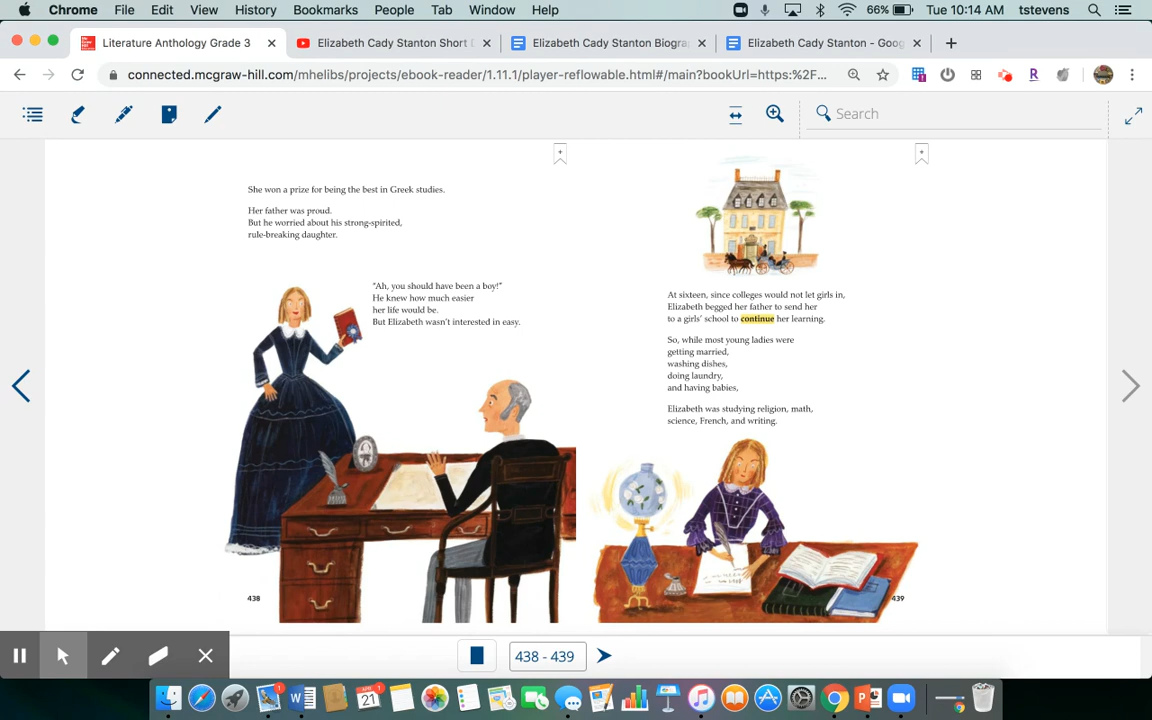 Chrome File Edit View History Bookmarks People Tab Window Help 66% Tue 10:14 AM tstevens
Literature Anthology Grade 3 Elizabeth Cady Stanton Short Elizabeth Cady Stanton Biogra Elizabeth Cady Stanton - Goog
connected.mcgraw-hill.com/mhelibs/projects/ebook-reader/1.11.1/player-reflowable.html#/main?bookUrl=https:%2F...
Search
She won a prize for being the best in Greek studies.
Her father was proud.
But he worried about his strong-spirited,
rule-breaking daughter.
"Ah, you should have been a boy!"
He knew how much easier
her life would be.
But Elizabeth wasn't interested in easy.
438
At sixteen, since colleges would not let girls in,
Elizabeth begged her father to send her
to a girls' school to continue her learning.
So, while most young ladies were
getting married,
washing dishes,
doing laundry,
and having babies,
Elizabeth was studying religion, math,
science, French, and writing.
439
438 - 439